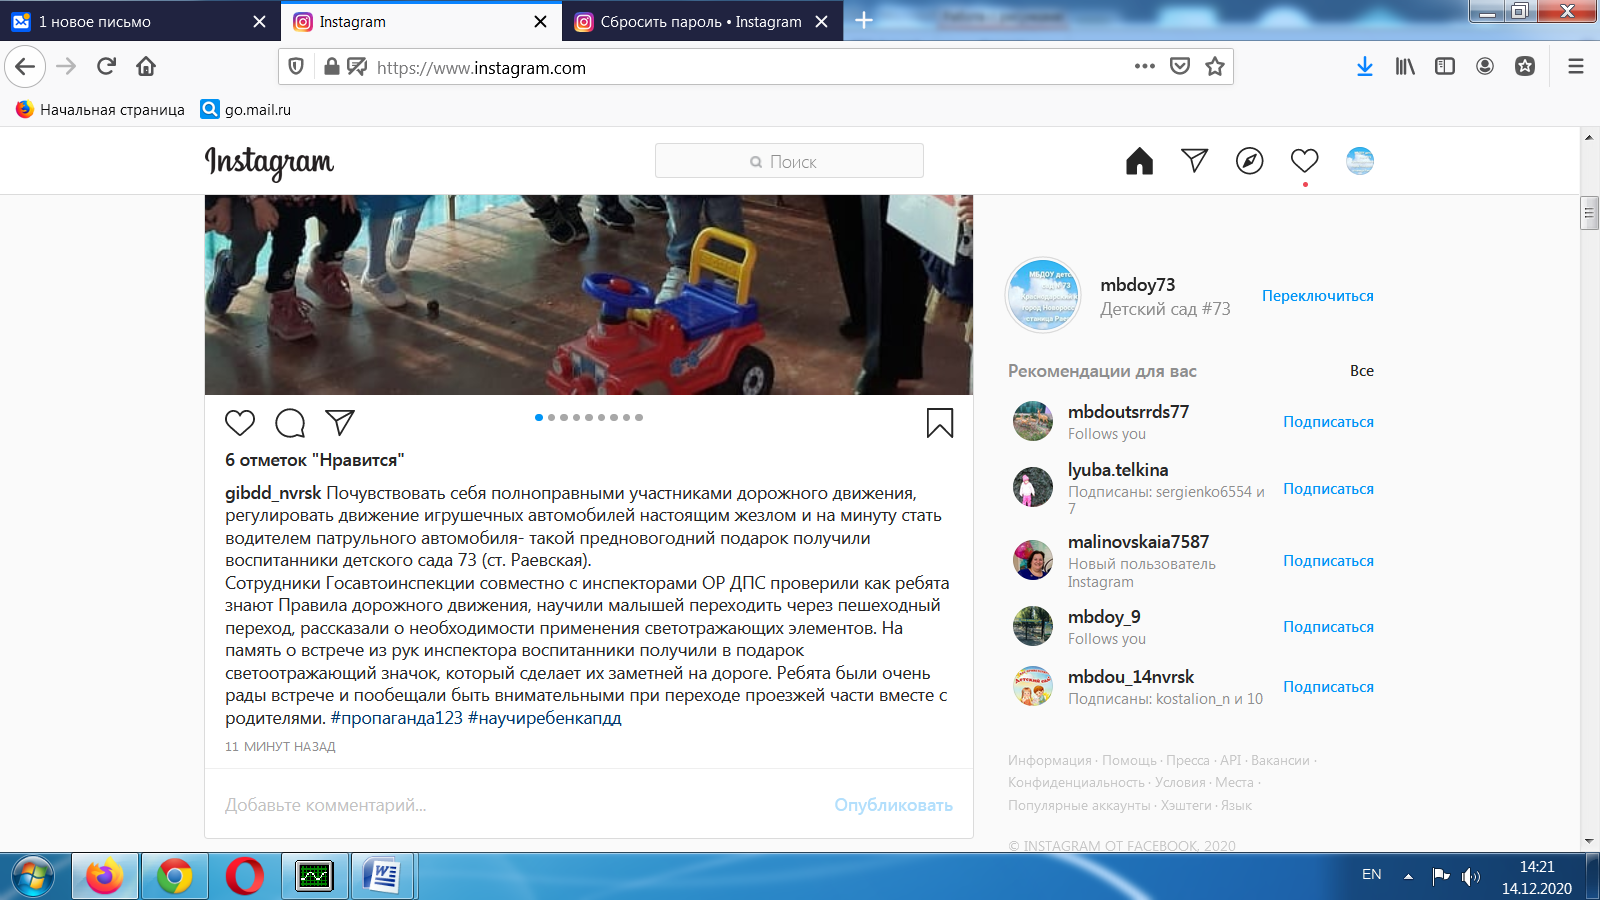 1 новое письмо
Instagram
Сбросить пароль • Instagram
https://www.instagram.com
Начальная страница
go.mail.ru
Instagram
Поиск
mbdoy73
Детский сад #73
Переключиться
Рекомендации для вас
Все
mbdoutsrrds77
Follows you
Подписаться
lyuba.telkina
Подписаны: sergienko6554 и
7
Подписаться
malinovskaia7587
Новый пользователь
Instagram
Подписаться
mbdoy_9
Follows you
Подписаться
mbdou_14nvrsk
Подписаны: kostalion_n и 10
Подписаться
6 отметок "Нравится"
gibdd_nvrsk Почувствовать себя полноправными участниками дорожного движения,
регулировать движение игрушечных автомобилей настоящим жезлом и на минуту стать
водителем патрульного автомобиля- такой предновогодний подарок получили
воспитанники детского сада 73 (ст. Раевская).
Сотрудники Госавтоинспекции совместно с инспекторами ОР ДПС проверили как ребята
знают Правила дорожного движения, научили малышей переходить через пешеходный
переход, рассказали о необходимости применения светотражающих элементов. На
память о встрече из рук инспектора воспитанники получили в подарок
светоотражающий значок, который сделает их заметней на дороге. Ребята были очень
рады встрече и пообещали быть внимательными при переходе проезжей части вместе с
родителями. #пропаганда123 #научиребенкапдд
11 МИНУТ НАЗАД
Добавьте комментарий...
Опубликовать
Информация · Помощь · Пресса · API · Вакансии ·
Конфиденциальность · Условия · Места ·
Популярные аккаунты · Хэштеги · Язык
© INSTAGRAM ОТ FACEBOOK, 2020
EN
14:21
14.12.2020